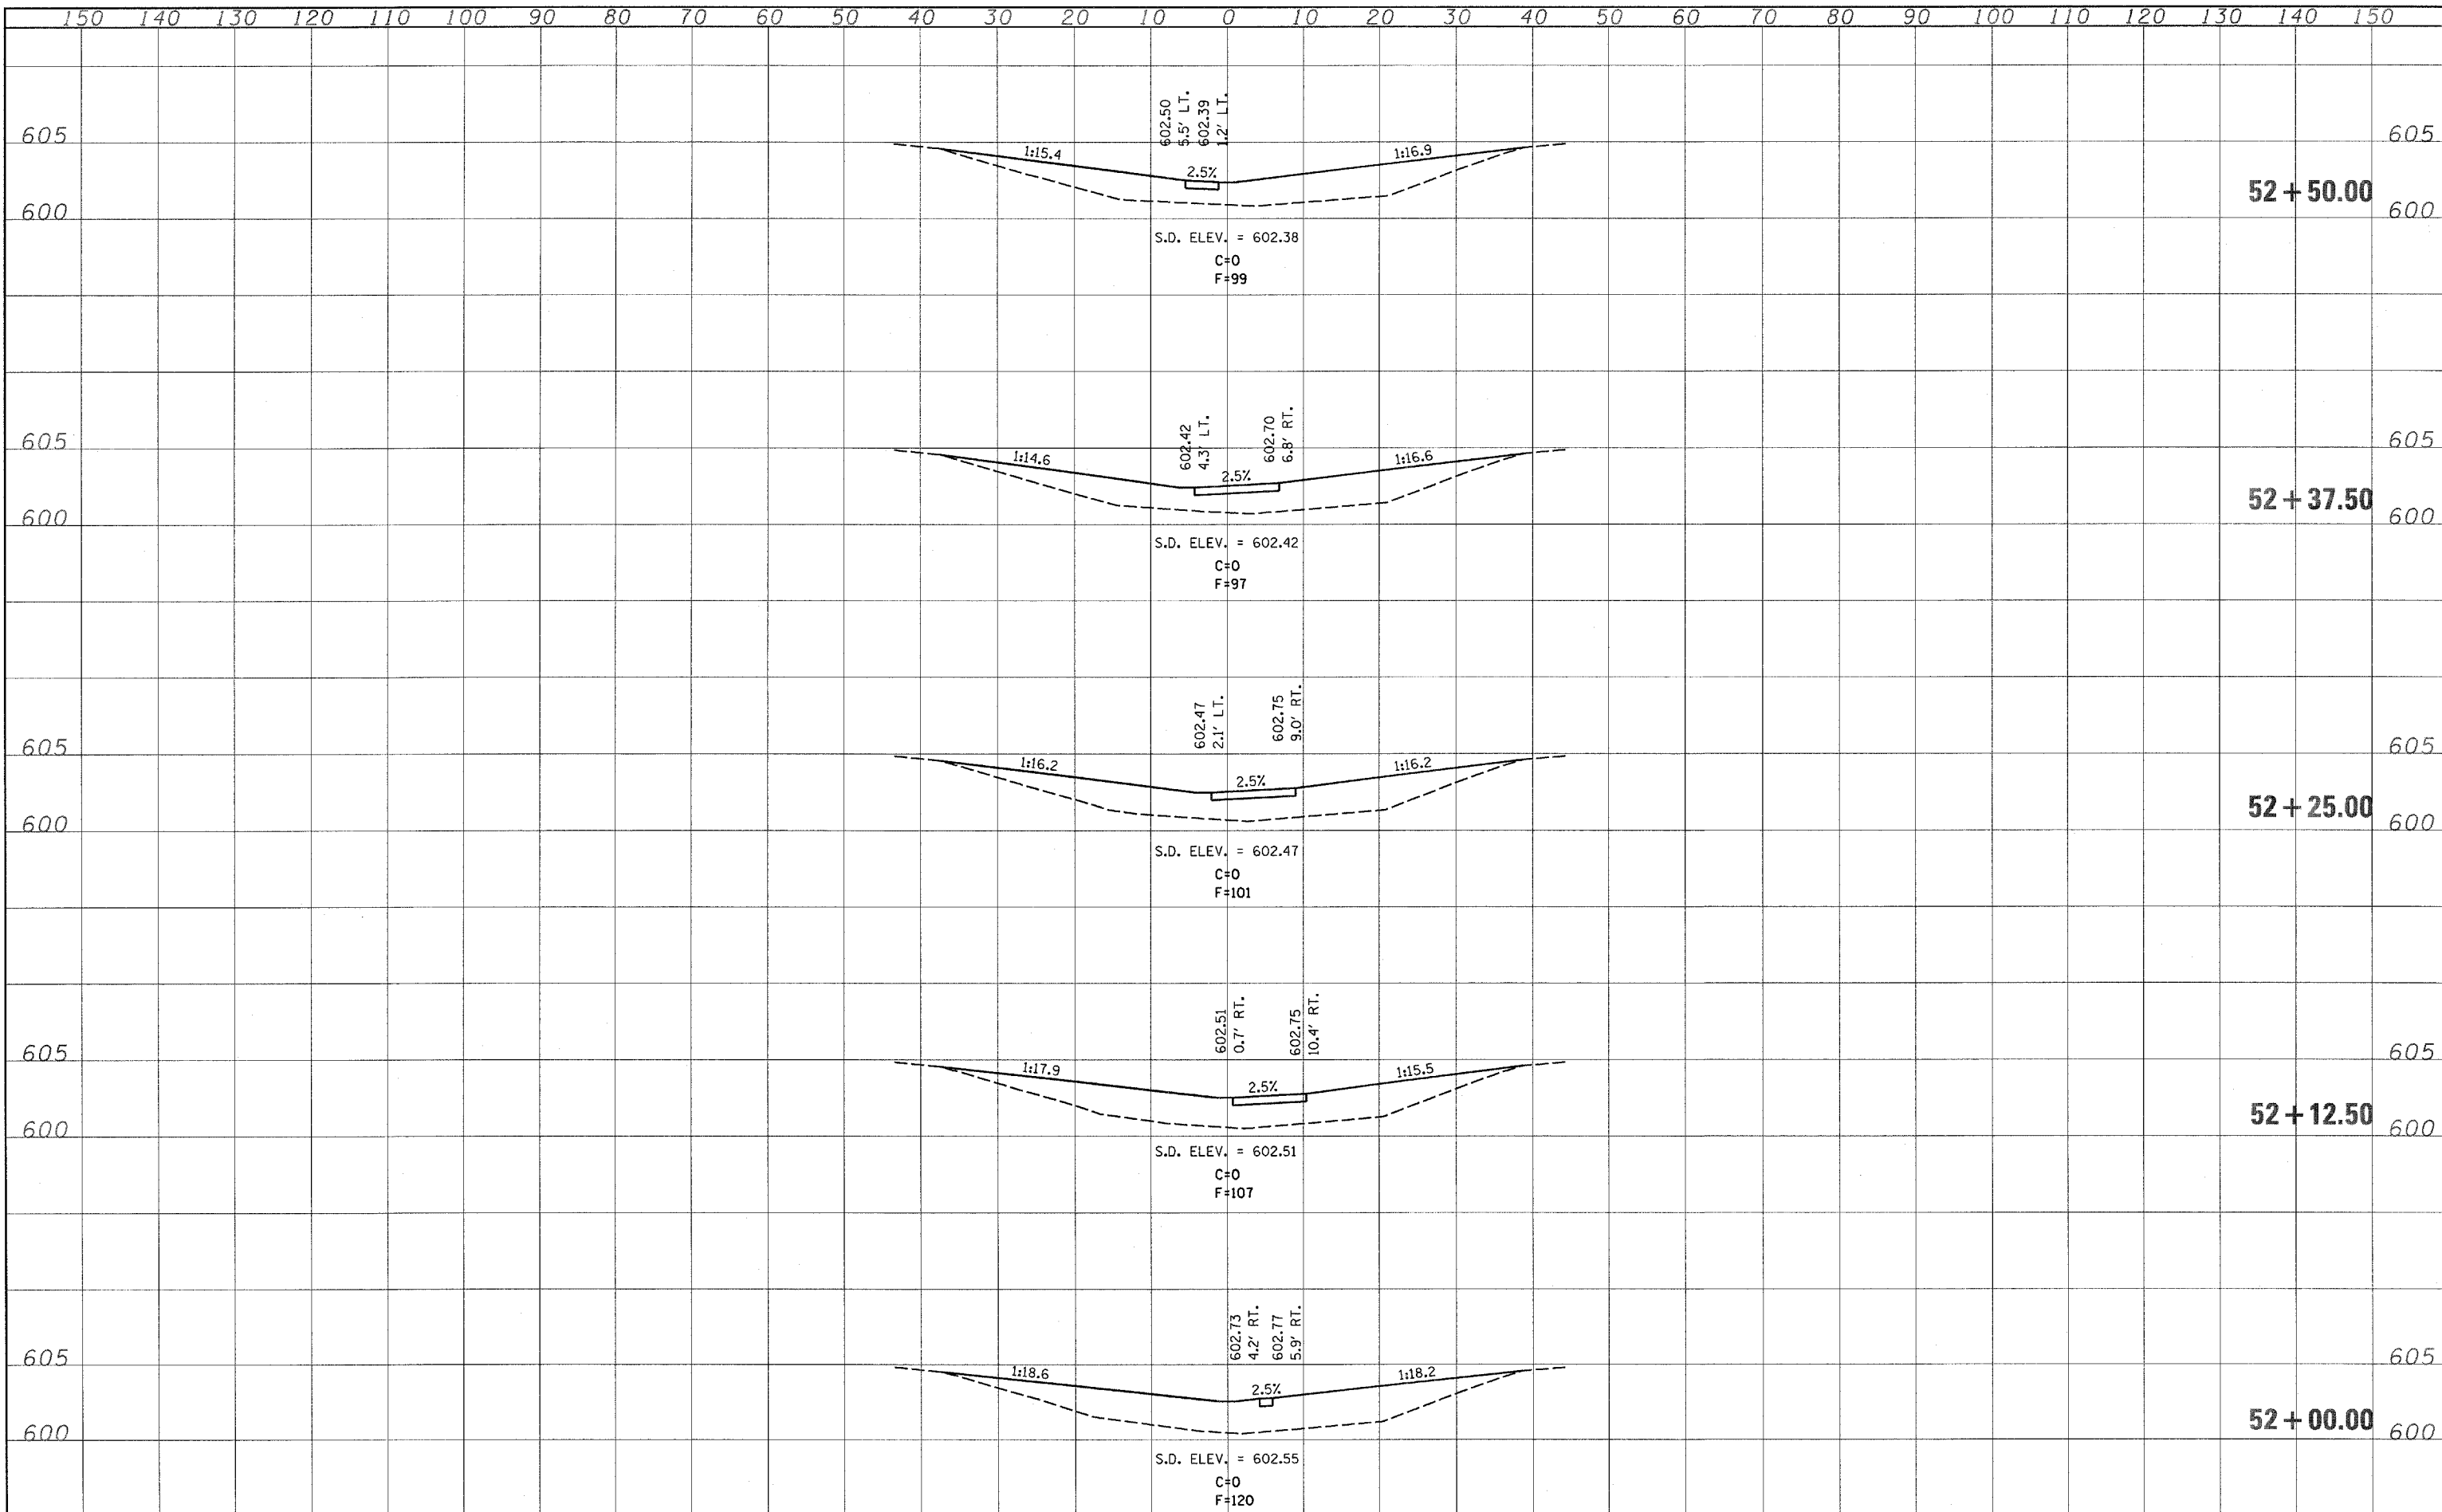 150 140 130 120 110 100 90 80 70 60 50 40 30 20 10 0 10 20 30 40 50 60 70 80 90 100 110 120 130 140 150
602.50
5.5' LT.
602.39
1.2' LT.
605 605
1:15.4 1:16.9
2.5%
52+50.00
600 600
S.D. ELEV. = 602.38
C=0
F=99
602.42
4.3' LT.
602.70
6.8' RT.
605 605
1:14.6 1:16.6
2.5%
52+37.50
600 600
S.D. ELEV. = 602.42
C=0
F=97
602.47
2.1' LT.
602.75
9.0' RT.
605 605
1:16.2 1:16.2
2.5%
52+25.00
600 600
S.D. ELEV. = 602.47
C=0
F=101
602.51
0.7' RT.
602.75
10.4' RT.
605 605
1:17.9 1:15.5
2.5%
52+12.50
600 600
S.D. ELEV. = 602.51
C=0
F=107
602.73
4.2' RT.
602.77
5.9' RT.
605 605
1:18.6 1:18.2
2.5%
52+00.00
600 600
S.D. ELEV. = 602.55
C=0
F=120